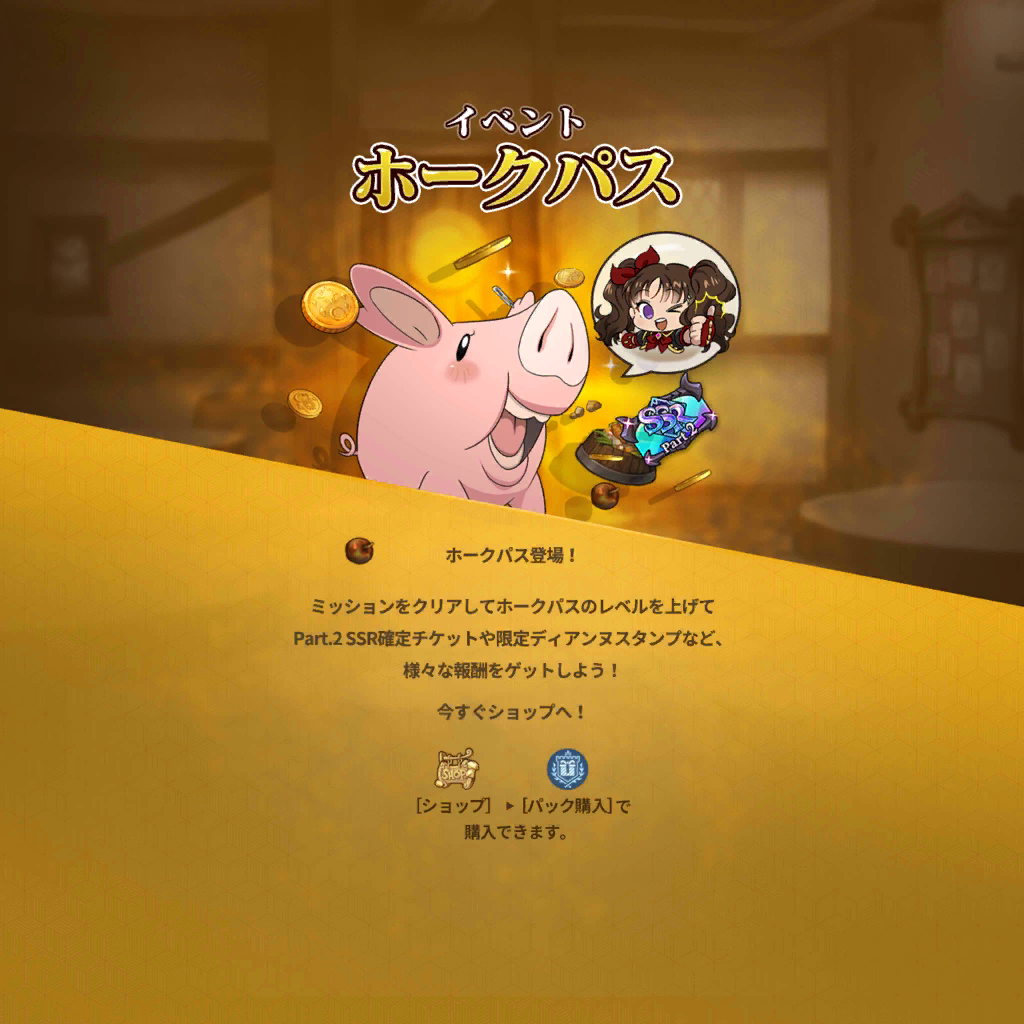 イベント
ホークパス
SSR
Part 2
ホークパス登場！
ミッションをクリアしてホークパスのレベルを上げて
Part.2 SSR確定チケットや限定ディアンヌスタンプなど、
様々な報酬をゲットしよう！
今すぐショップへ！
SHOP
［ショップ］ ▶ ［パック購入］で
購入できます。